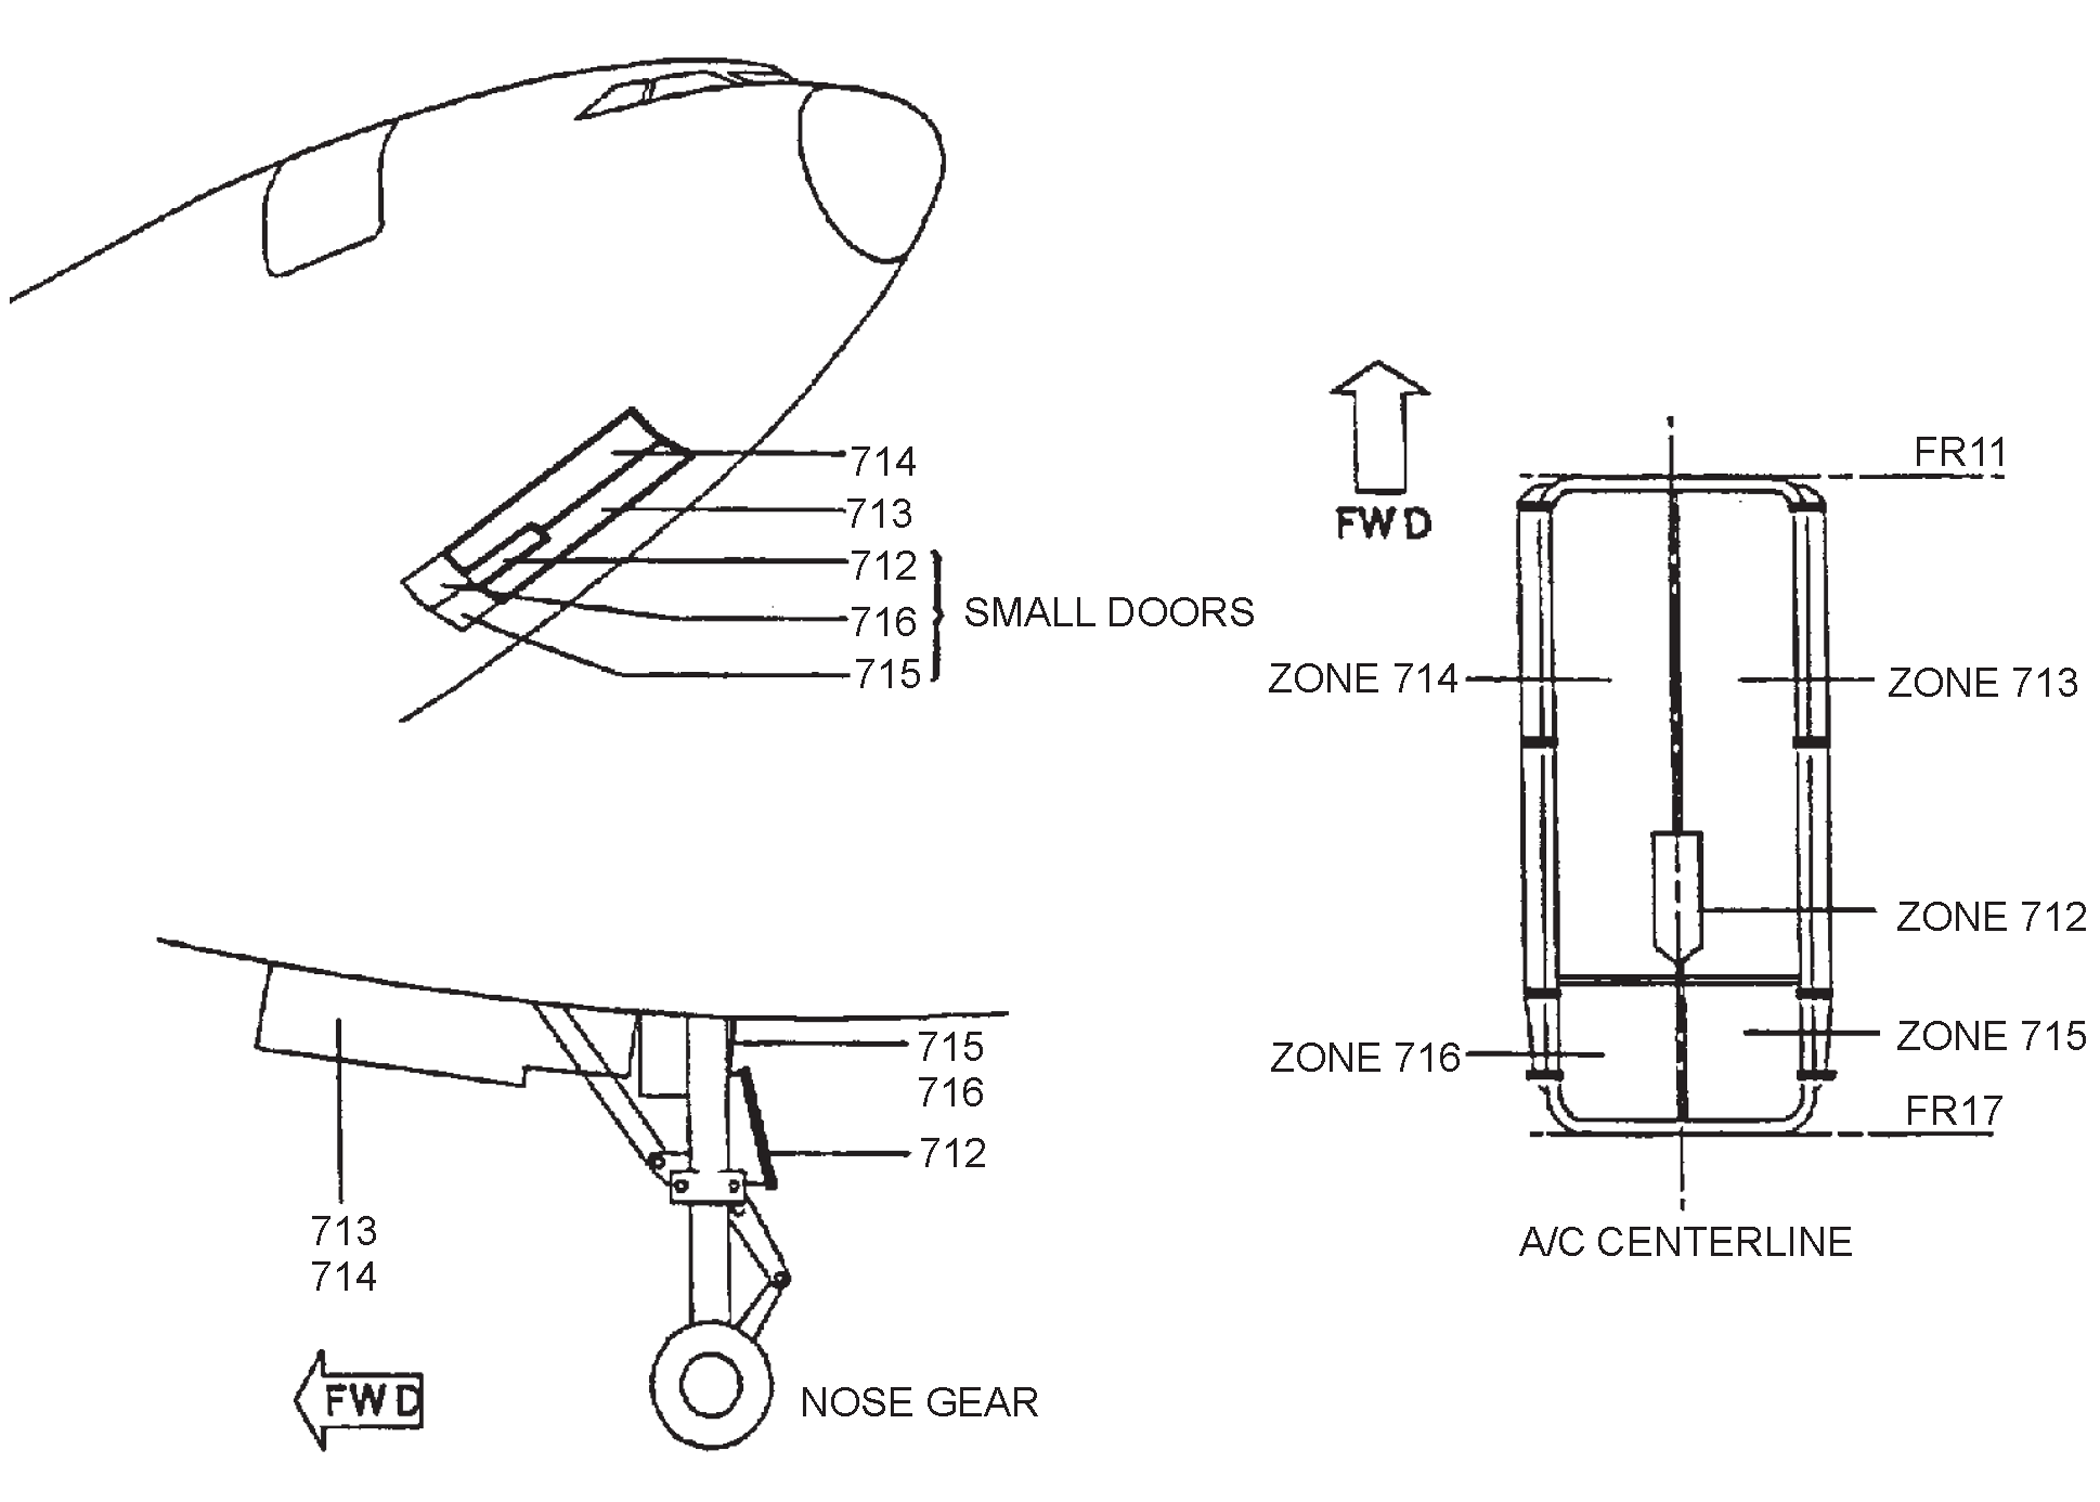 714
713
712
716
715
SMALL DOORS
FWD
FR11
ZONE 714
ZONE 713
ZONE 712
ZONE 716
ZONE 715
FR17
A/C CENTERLINE
715
716
712
713
714
FWD
NOSE GEAR